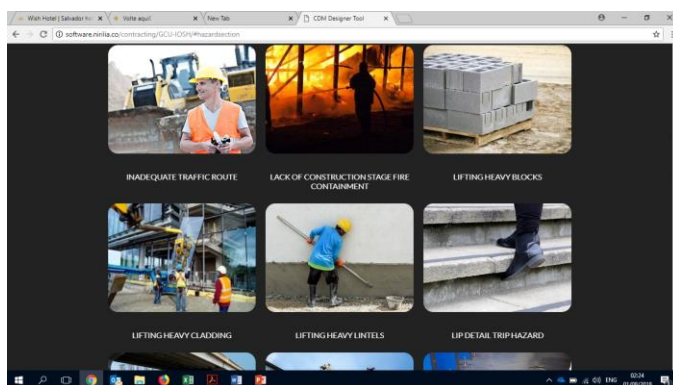 With Hotel | Salvador
Volte aqui!
New Tab
CDM Designer Tool
software.ninilia.co/contracting/GCU-IOSH/#hazardsection
INADEQUATE TRAFFIC ROUTE
LACK OF CONSTRUCTION STAGE FIRE
CONTAINMENT
LIFTING HEAVY BLOCKS
LIFTING HEAVY CLADDING
LIFTING HEAVY LINTELS
LIP DETAIL TRIP HAZARD
ENG
02:24